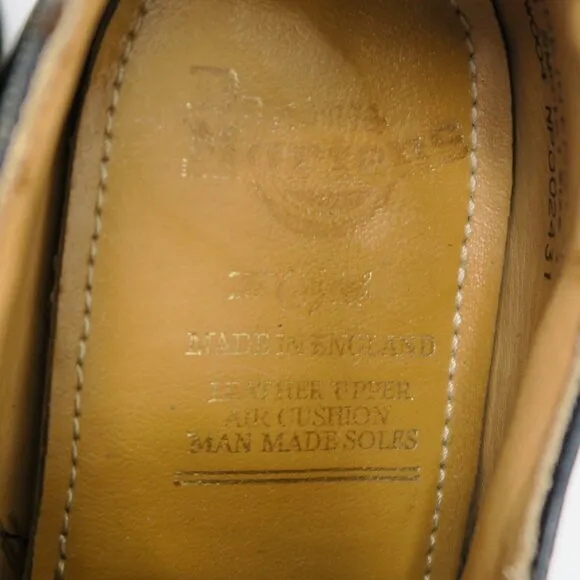 Dr.
Martens
MADE IN ENGLAND
LEATHER UPPER
AIR CUSHION
MAN MADE SOLES